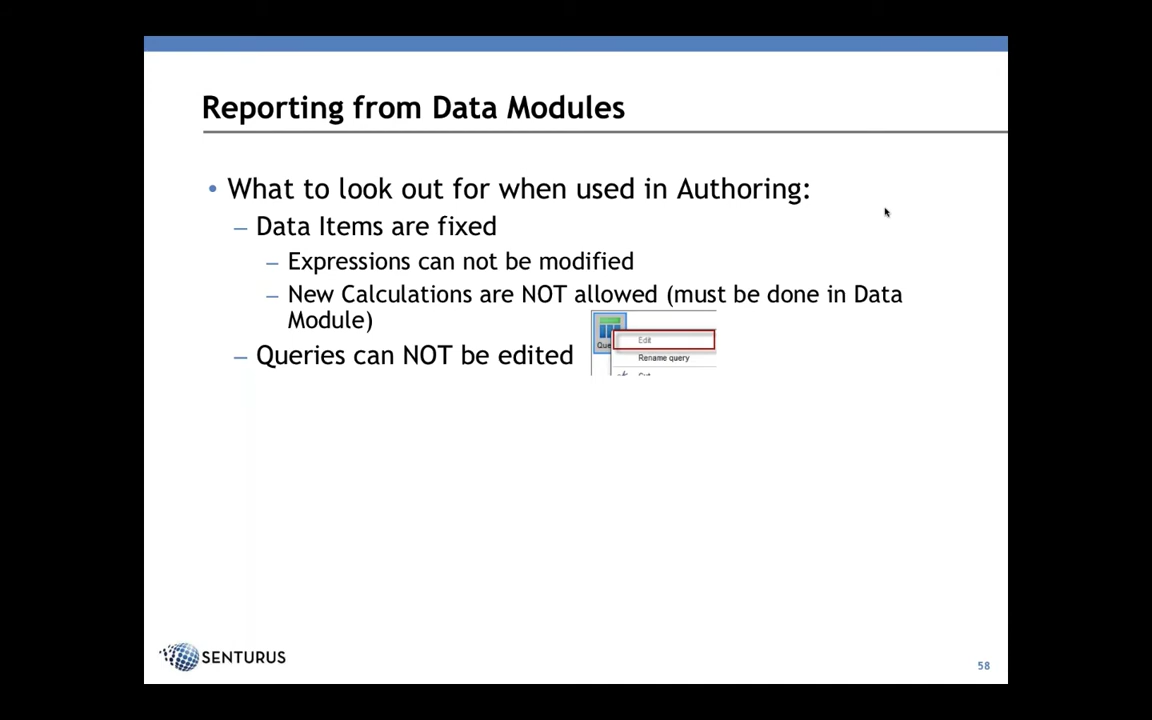 Reporting from Data Modules
• What to look out for when used in Authoring:
– Data Items are fixed
– Expressions can not be modified
– New Calculations are NOT allowed (must be done in Data
Module)
– Queries can NOT be edited
Edit
Rename query
SENTURUS
58